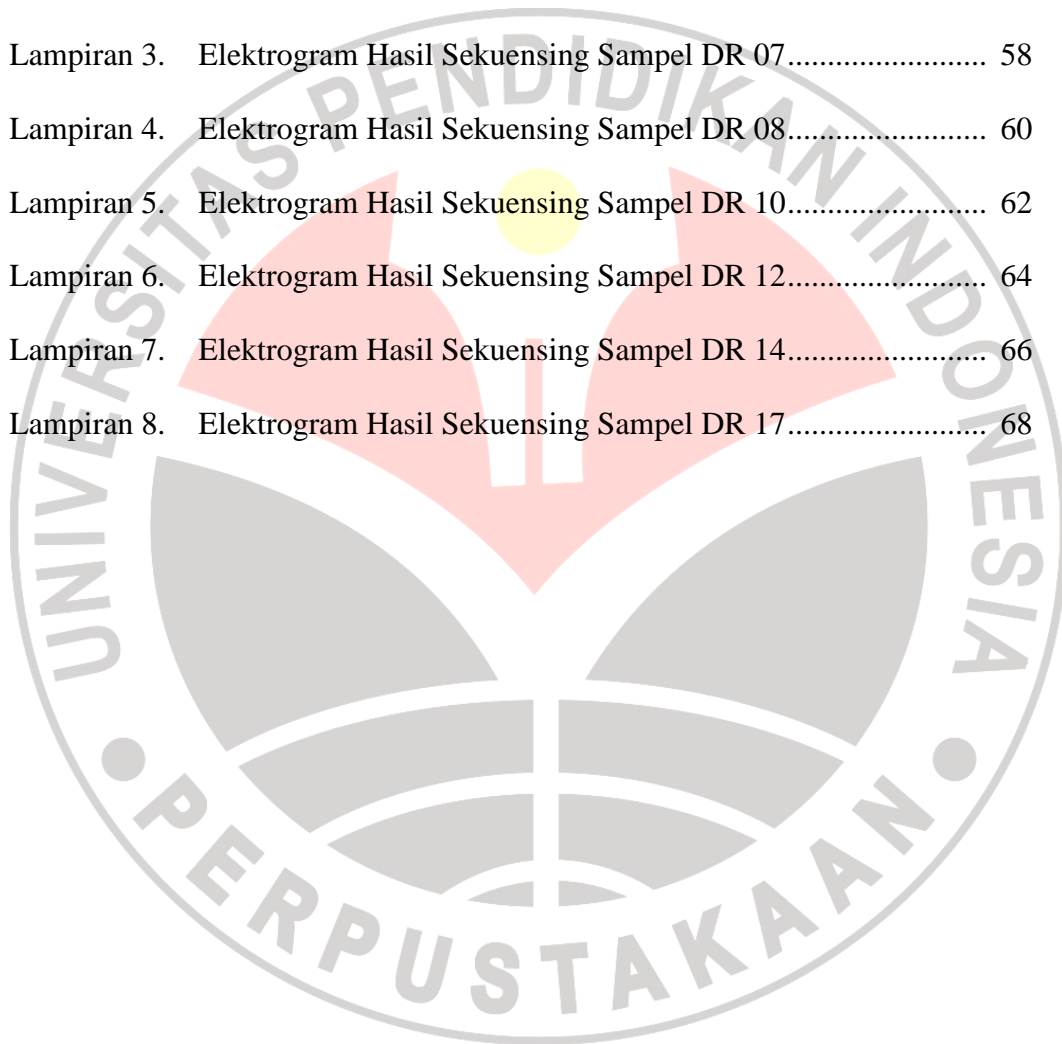 Lampiran 3. Elektrogram Hasil Sekuensing Sampel DR 07......................... 58
Lampiran 4. Elektrogram Hasil Sekuensing Sampel DR 08......................... 60
Lampiran 5. Elektrogram Hasil Sekuensing Sampel DR 10......................... 62
Lampiran 6. Elektrogram Hasil Sekuensing Sampel DR 12......................... 64
Lampiran 7. Elektrogram Hasil Sekuensing Sampel DR 14......................... 66
Lampiran 8. Elektrogram Hasil Sekuensing Sampel DR 17......................... 68
UNIVERSITAS PENDIDIKAN INDONESIA
PERPUSTAKAAN